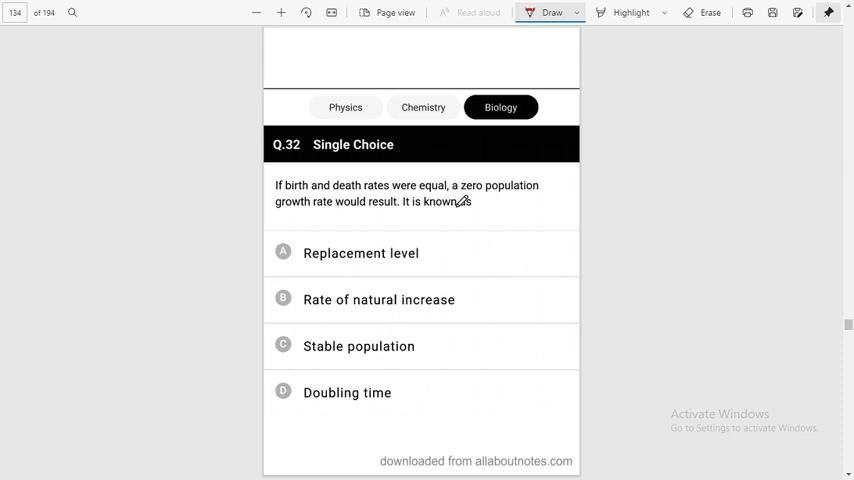 134
of 194
Page view
Read aloud
Draw
Highlight
Erase
Physics
Chemistry
Biology
Q.32 Single Choice
If birth and death rates were equal, a zero population
growth rate would result. It is known as
A Replacement level
B Rate of natural increase
C Stable population
D Doubling time
Activate Windows
Go to Settings to activate Windows.
downloaded from allaboutnotes.com